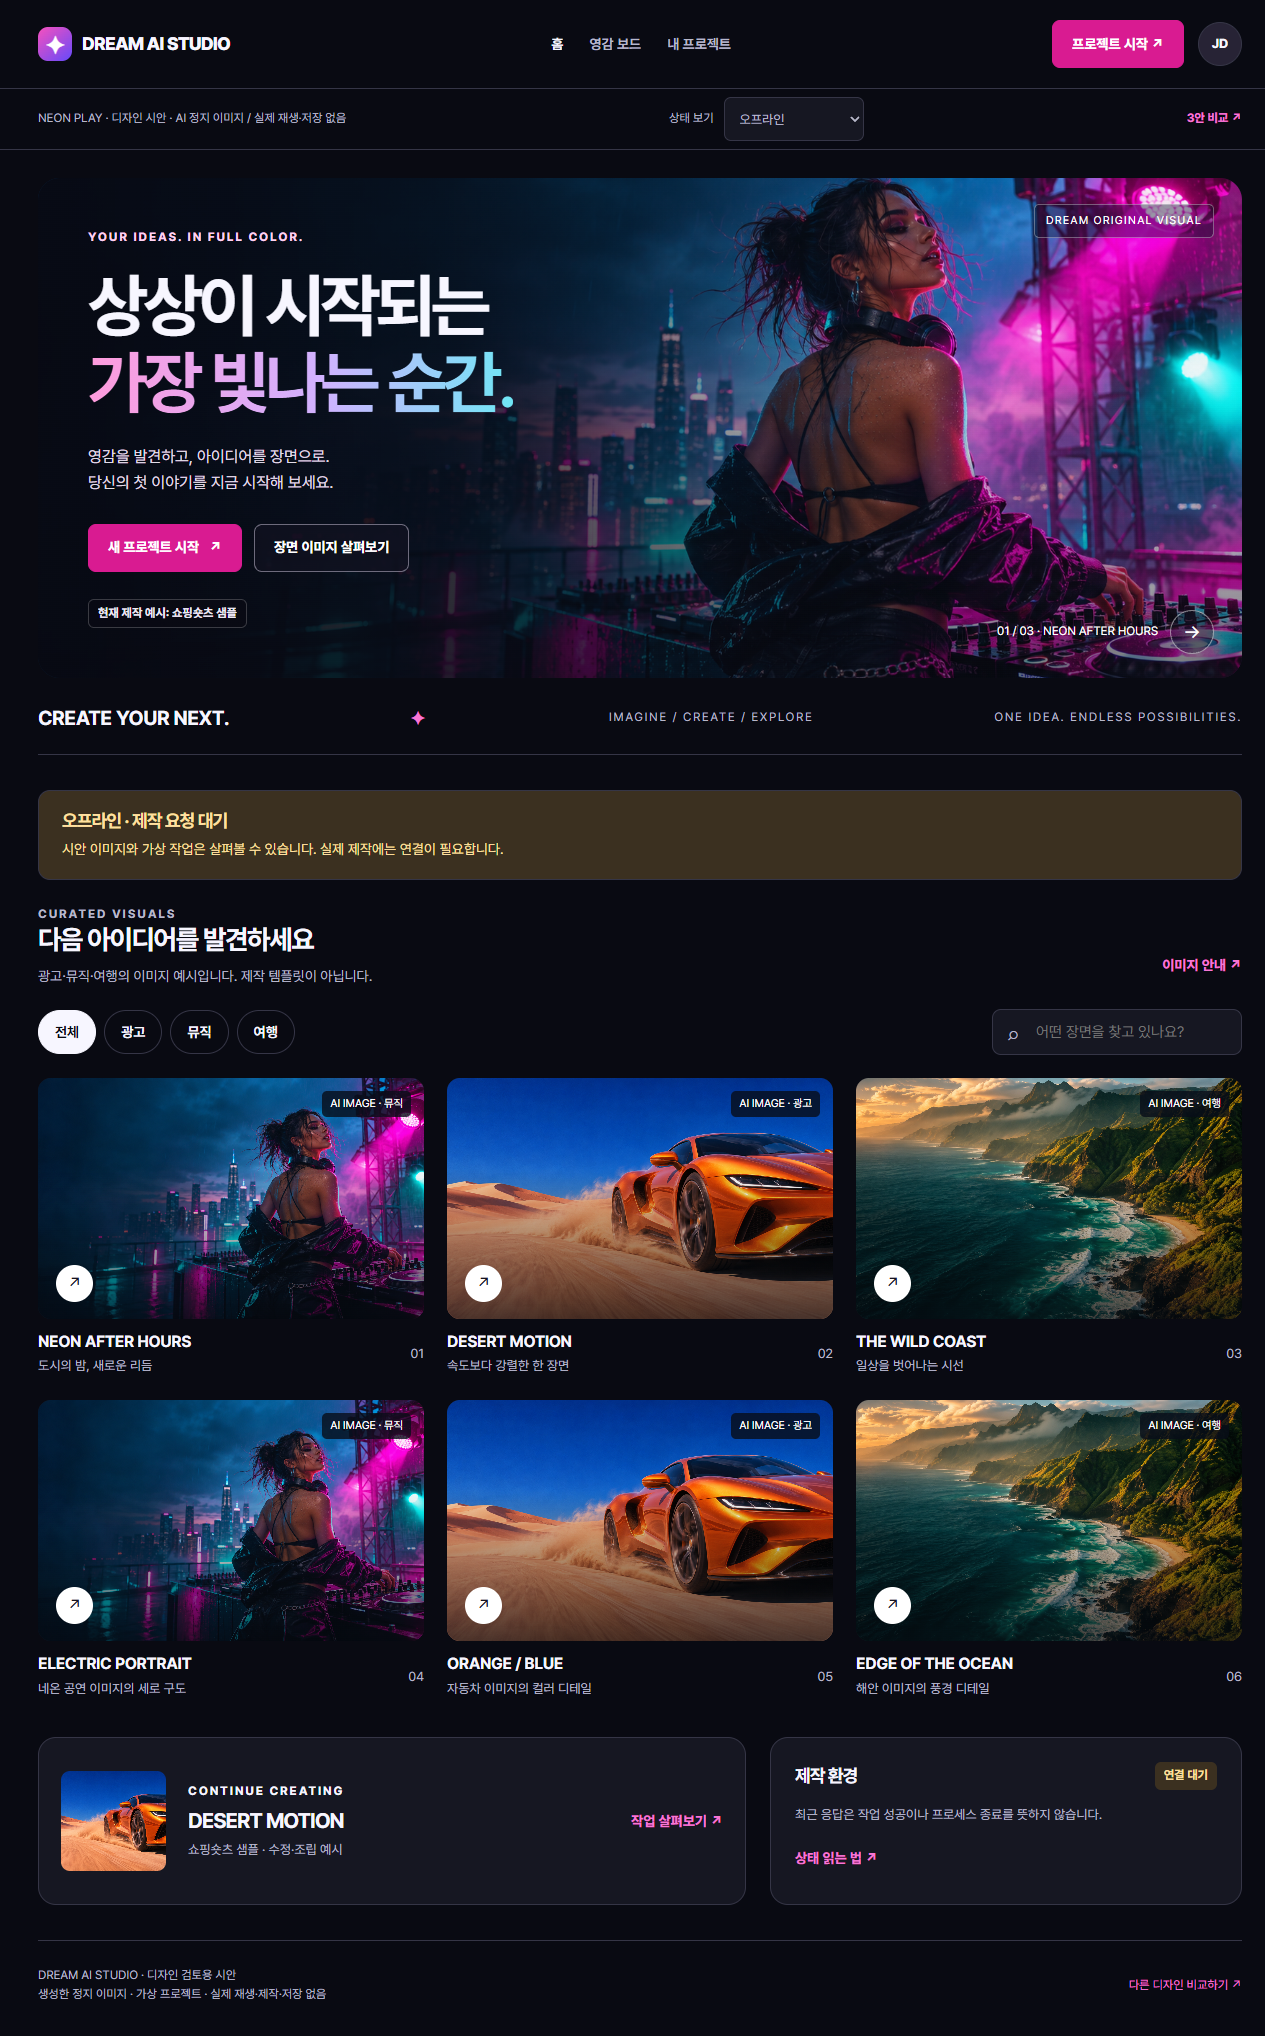 DREAM AI STUDIO
홈
영감 보드
내 프로젝트
프로젝트 시작 ↗
JD
NEON PLAY · 디자인 시안 · AI 정지 이미지 / 실제 재생·저장 없음
상태 보기
오프라인
3안 비교 ↗
DREAM ORIGINAL VISUAL
YOUR IDEAS. IN FULL COLOR.
상상이 시작되는
가장 빛나는 순간.
영감을 발견하고, 아이디어를 장면으로.
당신의 첫 이야기를 지금 시작해 보세요.
새 프로젝트 시작 ↗
장면 이미지 살펴보기
현재 제작 예시: 쇼핑숏츠 샘플
01 / 03 · NEON AFTER HOURS
→
CREATE YOUR NEXT.
IMAGINE / CREATE / EXPLORE
ONE IDEA. ENDLESS POSSIBILITIES.
오프라인 · 제작 요청 대기
시안 이미지와 가상 작업은 살펴볼 수 있습니다. 실제 제작에는 연결이 필요합니다.
CURATED VISUALS
다음 아이디어를 발견하세요
광고·뮤직·여행의 이미지 예시입니다. 제작 템플릿이 아닙니다.
이미지 안내 ↗
전체
광고
뮤직
여행
어떤 장면을 찾고 있나요?
AI IMAGE · 뮤직
AI IMAGE · 광고
AI IMAGE · 여행
NEON AFTER HOURS
도시의 밤, 새로운 리듬
01
DESERT MOTION
속도보다 강렬한 한 장면
02
THE WILD COAST
일상을 벗어나는 시선
03
AI IMAGE · 뮤직
AI IMAGE · 광고
AI IMAGE · 여행
ELECTRIC PORTRAIT
네온 공연 이미지의 세로 구도
04
ORANGE / BLUE
자동차 이미지의 컬러 디테일
05
EDGE OF THE OCEAN
해안 이미지의 풍경 디테일
06
CONTINUE CREATING
DESERT MOTION
쇼핑숏츠 샘플 · 수정·조립 예시
작업 살펴보기 ↗
제작 환경
연결 대기
최근 응답은 작업 성공이나 프로세스 종료를 뜻하지 않습니다.
상태 읽는 법 ↗
DREAM AI STUDIO · 디자인 검토용 시안
생성한 정지 이미지 · 가상 프로젝트 · 실제 재생·제작·저장 없음
다른 디자인 비교하기 ↗